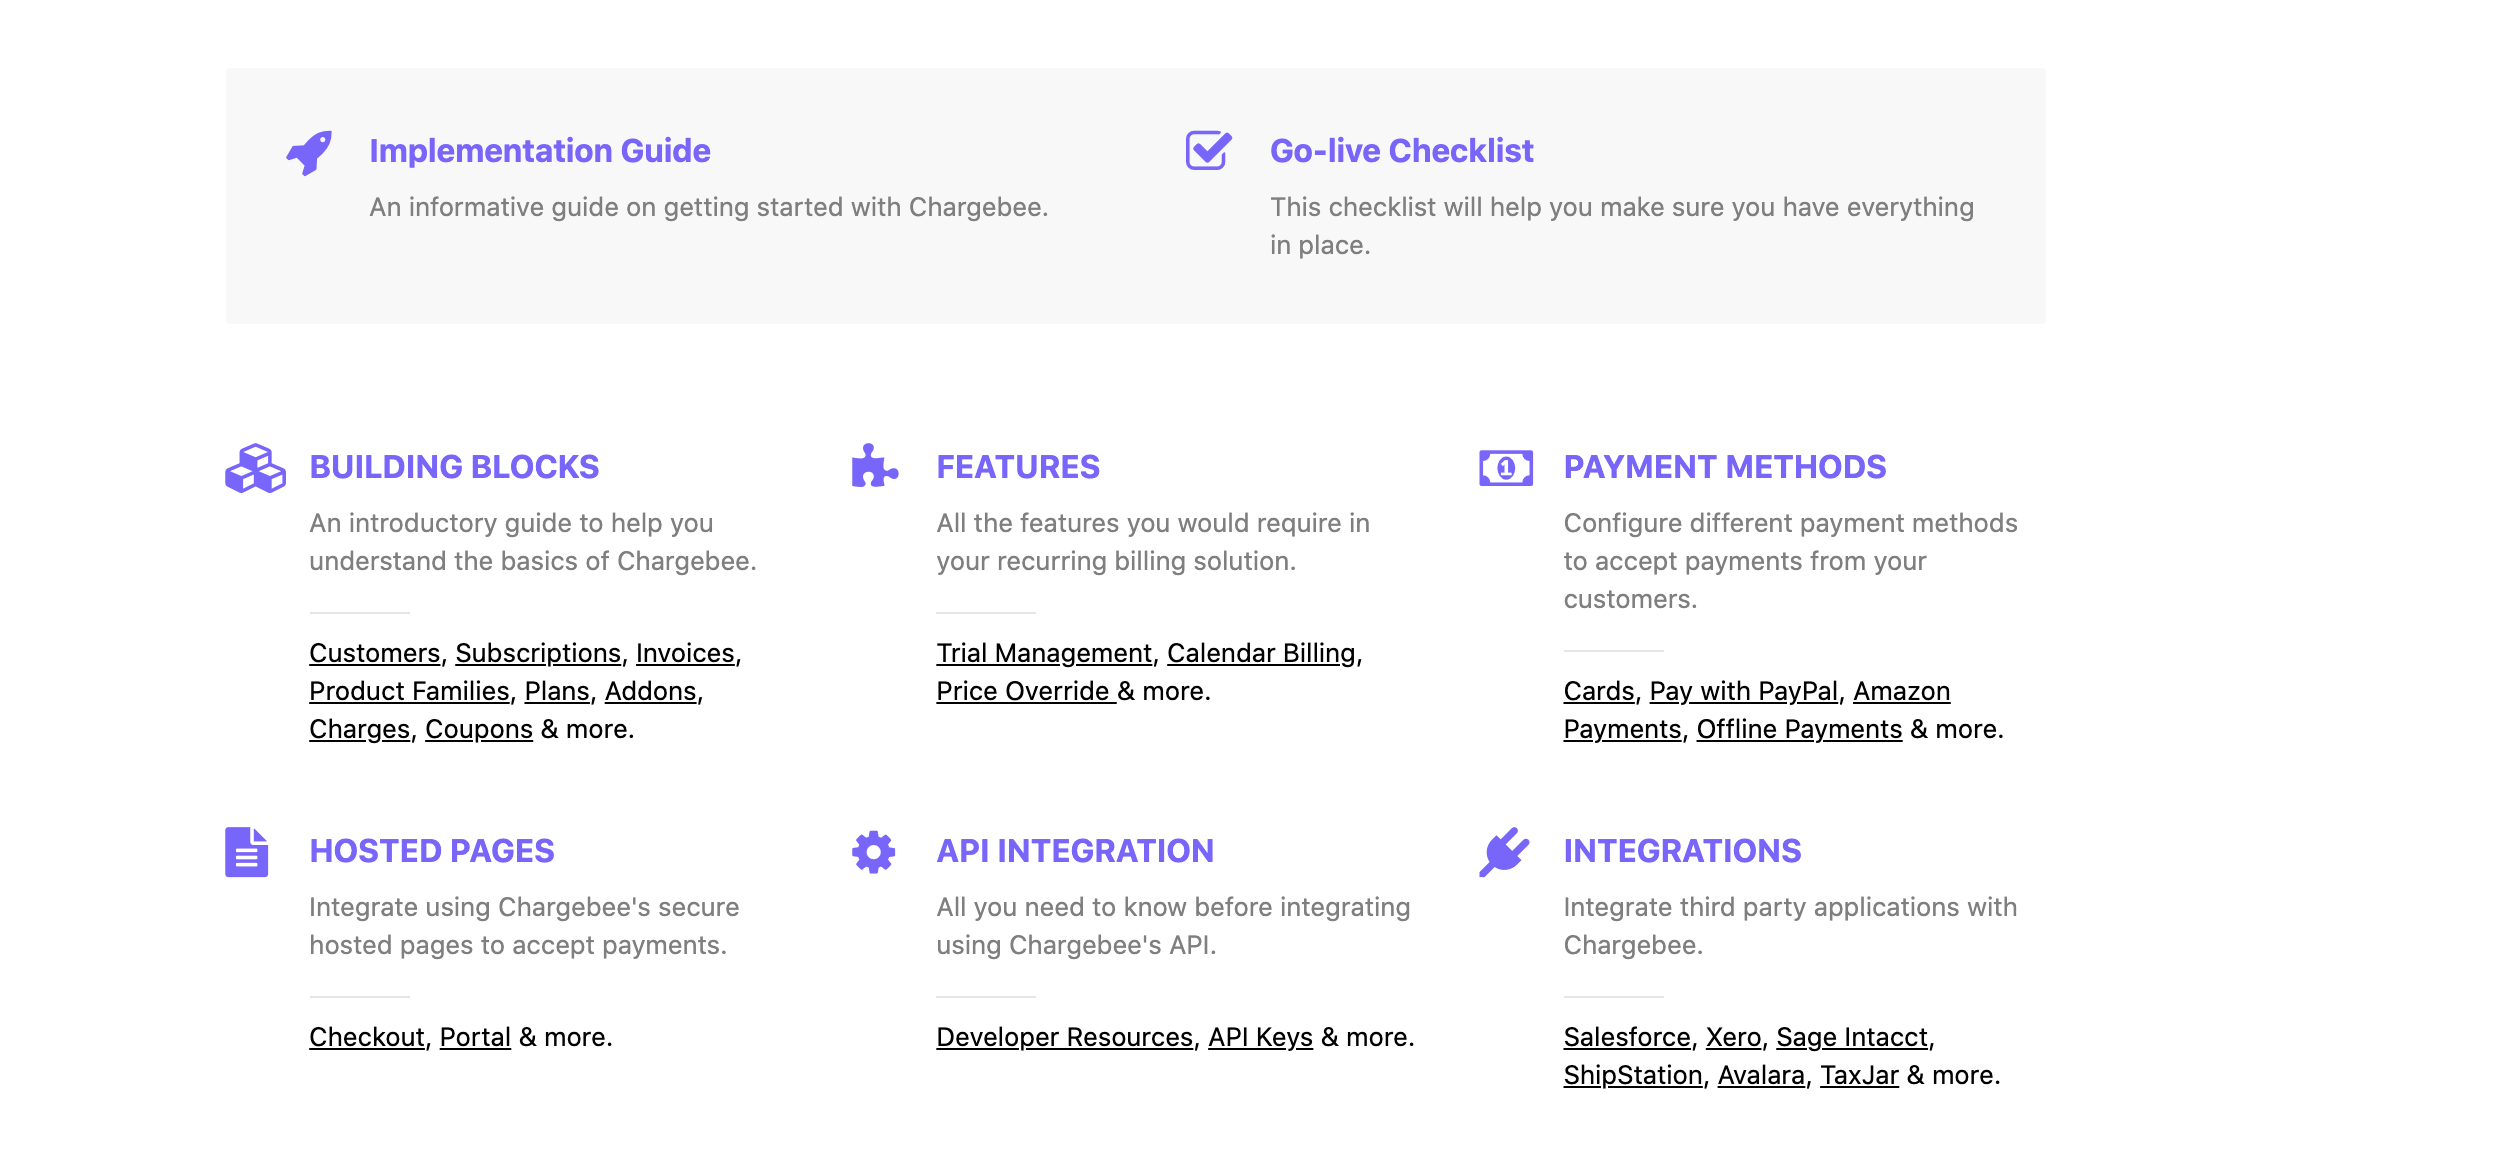 Implementation Guide
An informative guide on getting started with Chargebee.
Go-live Checklist
This checklist will help you make sure you have everything
in place.
BUILDING BLOCKS
An introductory guide to help you
understand the basics of Chargebee.
Customers, Subscriptions, Invoices,
Product Families, Plans, Addons,
Charges, Coupons & more.
FEATURES
All the features you would require in
your recurring billing solution.
Trial Management, Calendar Billing,
Price Override & more.
PAYMENT METHODS
Configure different payment methods
to accept payments from your
customers.
Cards, Pay with PayPal, Amazon
Payments, Offline Payments & more.
HOSTED PAGES
Integrate using Chargebee's secure
hosted pages to accept payments.
Checkout, Portal & more.
API INTEGRATION
All you need to know before integrating
using Chargebee's API.
Developer Resources, API Keys & more.
INTEGRATIONS
Integrate third party applications with
Chargebee.
Salesforce, Xero, Sage Intacct,
ShipStation, Avalara, TaxJar & more.